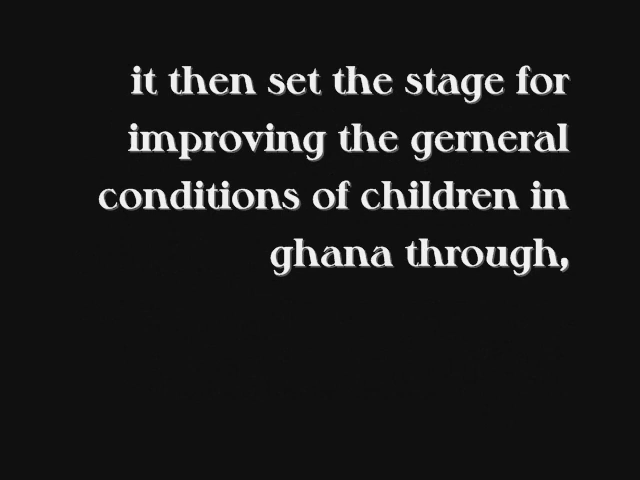 it then set the stage for
improving the gerneral
conditions of children in
ghana through,